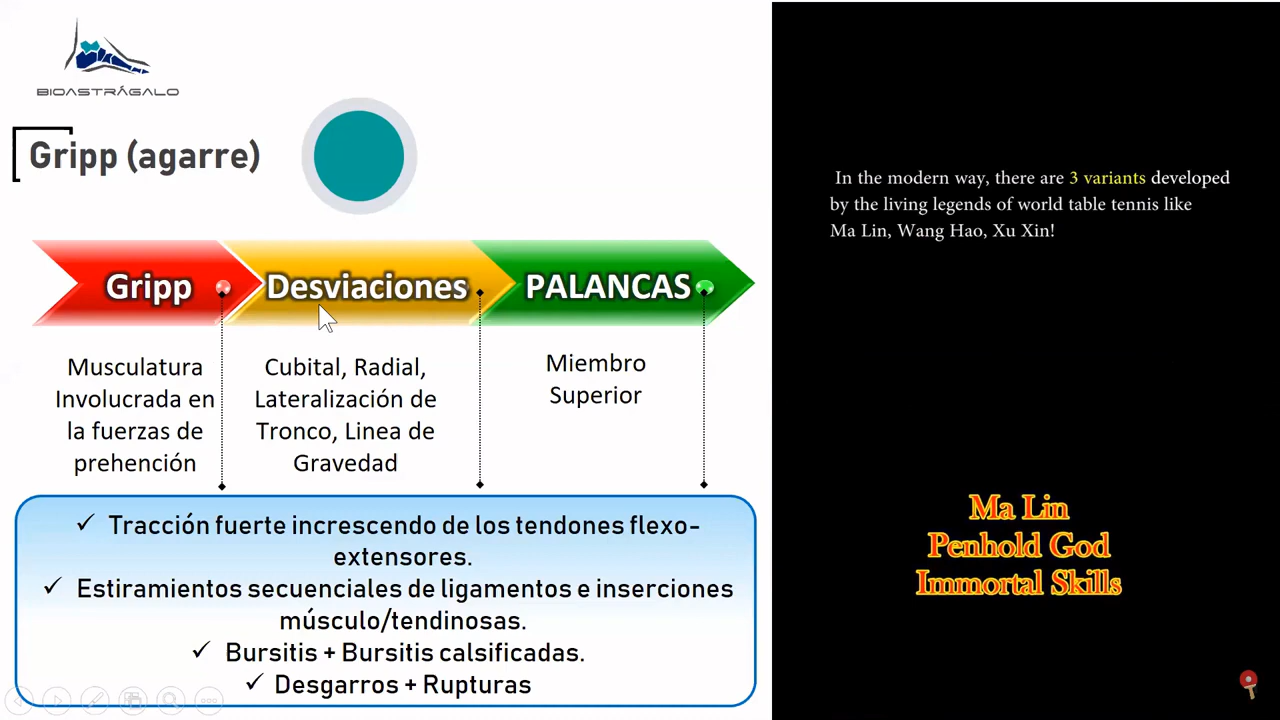 BIOASTRÁGALO
Gripp (agarre)
Gripp
Desviaciones
PALANCAS
Musculatura
Involucrada en
la fuerzas de
prehención
Cubital, Radial,
Lateralización de
Tronco, Linea de
Gravedad
Miembro
Superior
✓ Tracción fuerte increscendo de los tendones flexo-
extensores.
✓ Estiramientos secuenciales de ligamentos e inserciones
músculo/tendinosas.
✓ Bursitis + Bursitis calsificadas.
✓ Desgarros + Rupturas
In the modern way, there are 3 variants developed
by the living legends of world table tennis like
Ma Lin, Wang Hao, Xu Xin!
Ma Lin
Penhold God
Immortal Skills